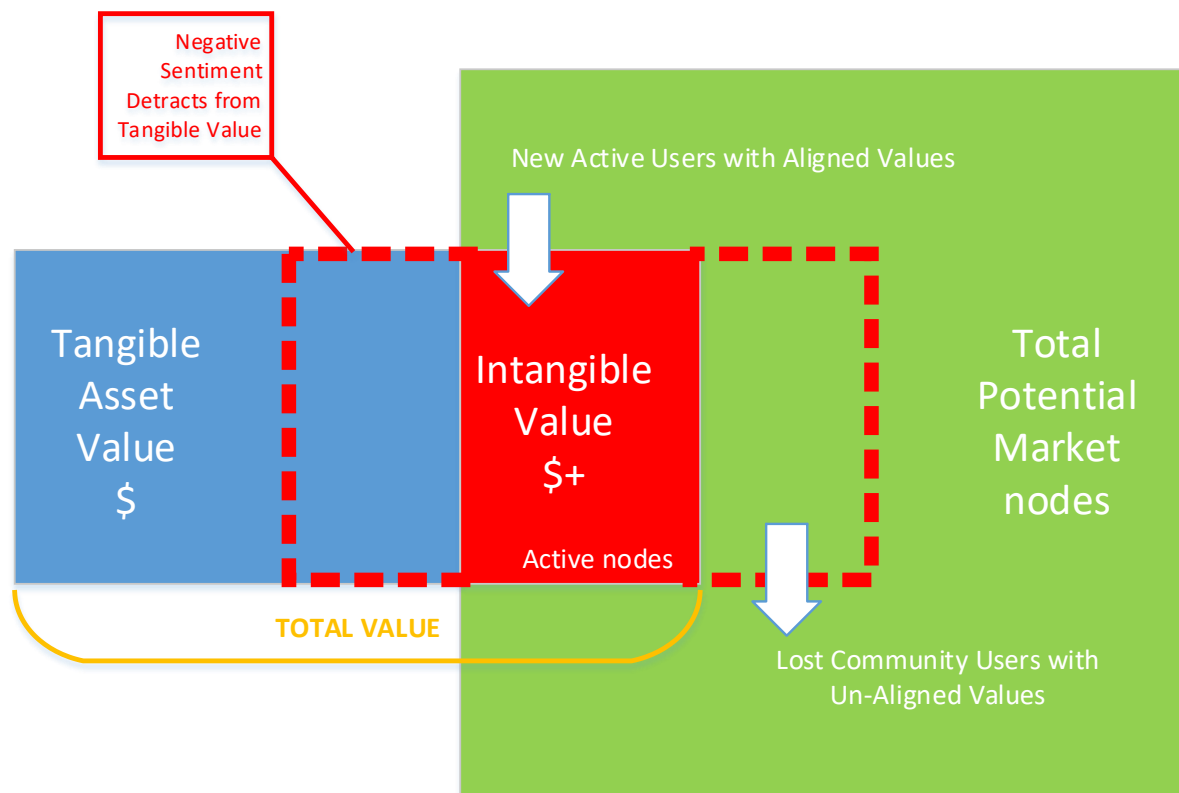 Negative
Sentiment
Detracts from
Tangible Value
New Active Users with Aligned Values
Tangible
Asset
Value
$
Intangible
Value
$+
Active nodes
Total
Potential
Market
nodes
TOTAL VALUE
Lost Community Users with
Un-Aligned Values